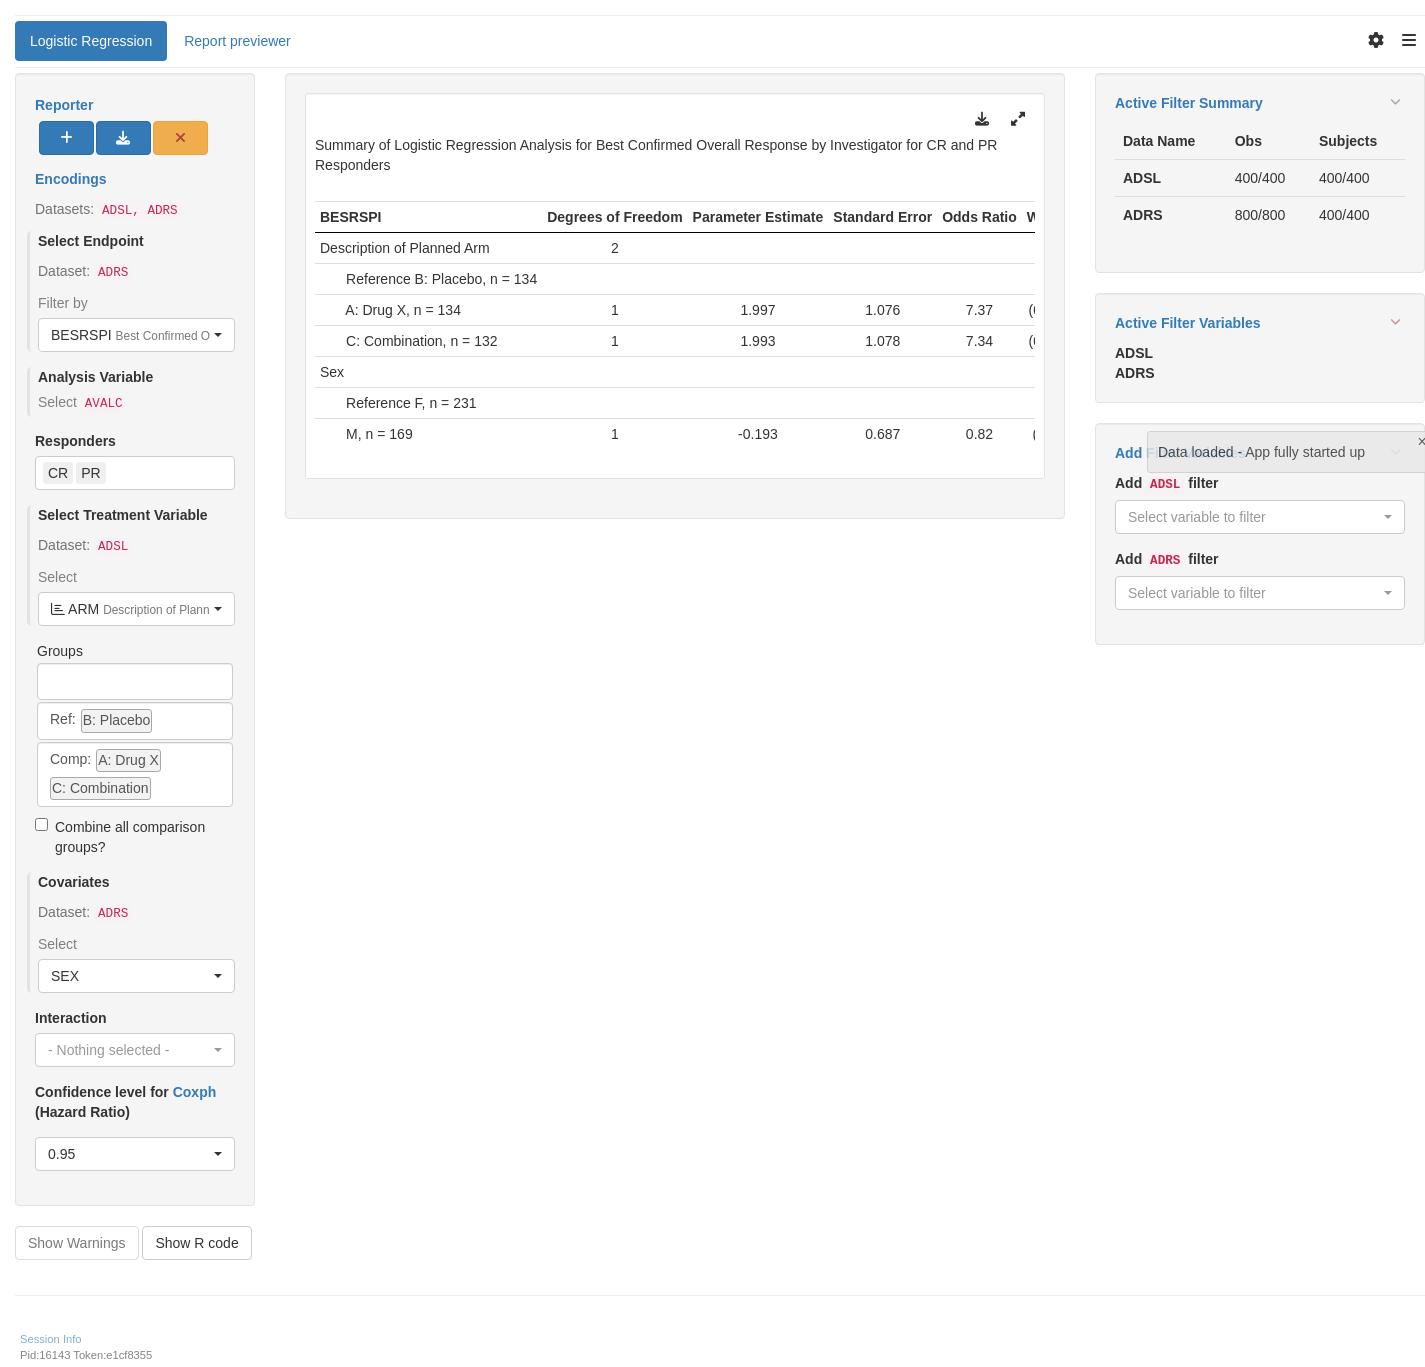 Logistic Regression
Report previewer
Reporter
Encodings
Datasets: ADSL, ADRS
Select Endpoint
Dataset: ADRS
Filter by
BESRSPI Best Confirmed O
Analysis Variable
Select AVALC
Responders
CR PR
Select Treatment Variable
Dataset: ADSL
Select
ARM Description of Plann
Groups
Ref: B: Placebo
Comp: A: Drug X
C: Combination
Combine all comparison
groups?
Covariates
Dataset: ADRS
Select
SEX
Interaction
- Nothing selected -
Confidence level for Coxph
(Hazard Ratio)
0.95
Show Warnings
Show R code
Summary of Logistic Regression Analysis for Best Confirmed Overall Response by Investigator for CR and PR
Responders
BESRSPI Degrees of Freedom Parameter Estimate Standard Error Odds Ratio
Description of Planned Arm 2
Reference B: Placebo, n = 134
A: Drug X, n = 134 1 1.997 1.076 7.37
C: Combination, n = 132 1 1.993 1.078 7.34
Sex
Reference F, n = 231
M, n = 169 1 -0.193 0.687 0.82
Active Filter Summary
Data Name Obs Subjects
ADSL 400/400 400/400
ADRS 800/800 400/400
Active Filter Variables
ADSL
ADRS
Add
Data loaded - App fully started up
×
Add ADSL filter
Select variable to filter
Add ADRS filter
Select variable to filter
Session Info
Pid:16143 Token:e1cf8355